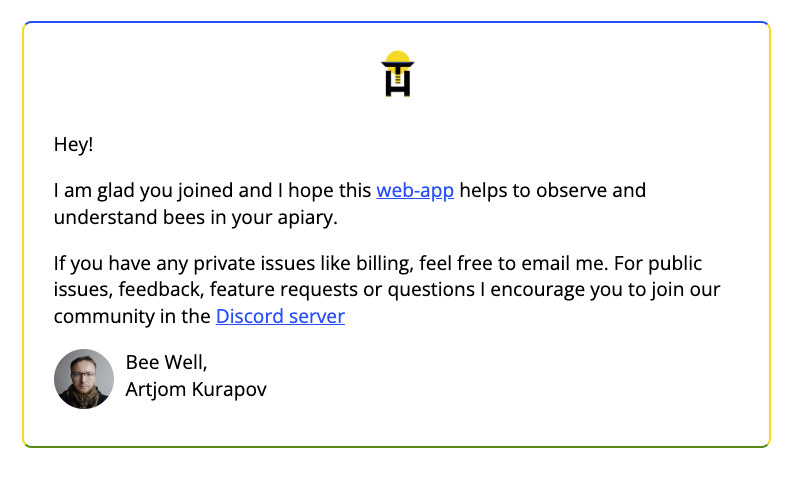 Hey!
I am glad you joined and I hope this web-app helps to observe and
understand bees in your apiary.
If you have any private issues like billing, feel free to email me. For public
issues, feedback, feature requests or questions I encourage you to join our
community in the Discord server
Bee Well,
Artjom Kurapov